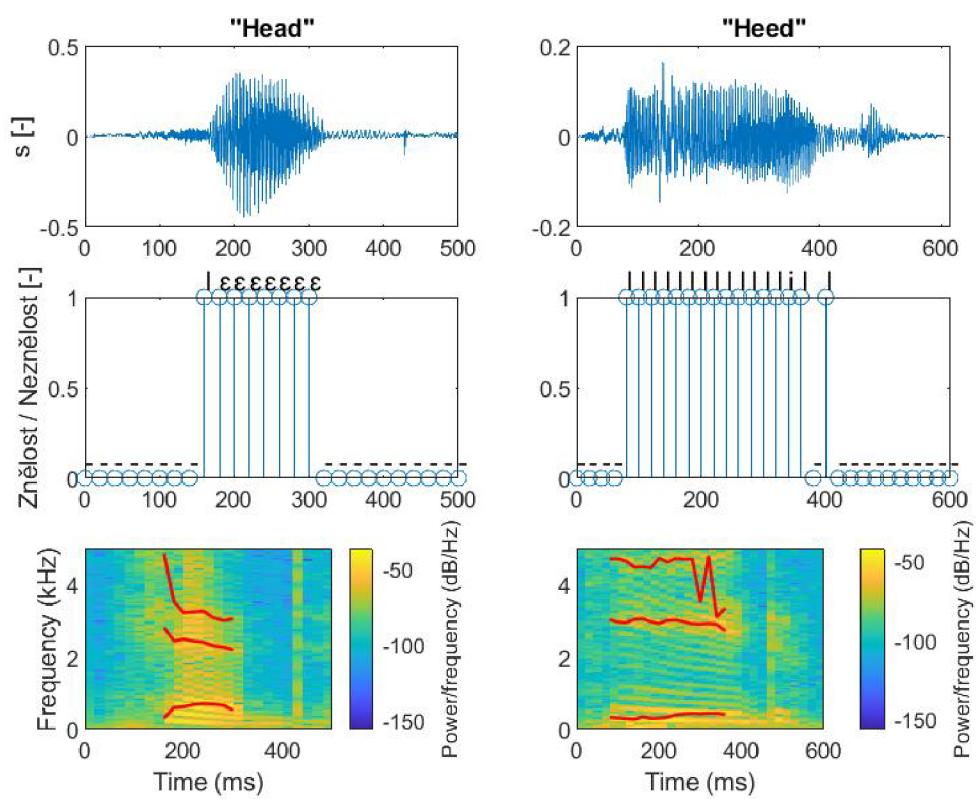 "Head"
"Heed"
s [-]
0.5
0
-0.5
0 100 200 300 400 500
0.2
0
-0.2
0 200 400 600
Znělost / Neznělost [-]
I ε ε ε ε ε ε ε
1
0.5
0
0 100 200 300 400 500
I I I I I I I I I I I I I i I I
1
0.5
0
0 200 400 600
Frequency (kHz)
4
2
0
0 200 400
Time (ms)
-50
-100
-150
Power/frequency (dB/Hz)
4
2
0
0 200 400 600
Time (ms)
-50
-100
-150
Power/frequency (dB/Hz)